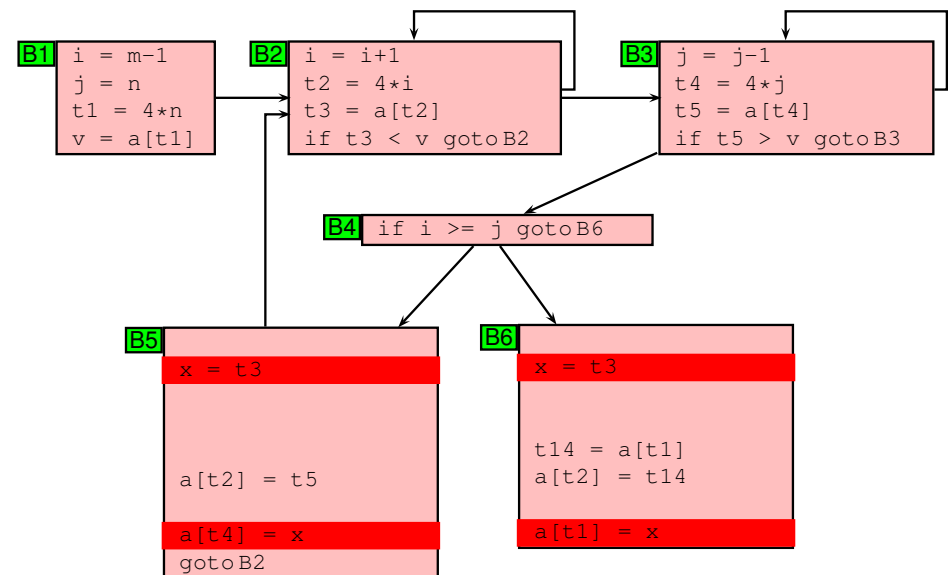 B1
i = m-1
j = n
t1 = 4*n
v = a[t1]
B2
i = i+1
t2 = 4*i
t3 = a[t2]
if t3 < v goto B2
B3
j = j-1
t4 = 4*j
t5 = a[t4]
if t5 > v goto B3
B4
if i >= j goto B6
B5
x = t3
a[t2] = t5
a[t4] = x
goto B2
B6
x = t3
t14 = a[t1]
a[t2] = t14
a[t1] = x